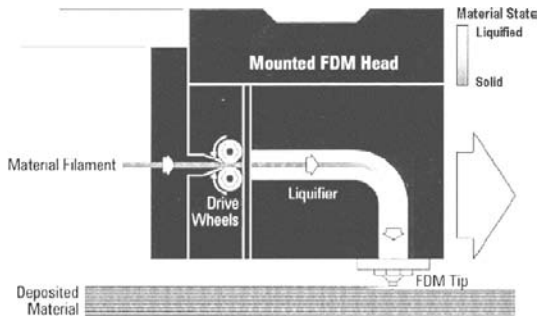 Material State
Liquified
Solid
Mounted FDM Head
Material Filament
Drive
Wheels
Liquifier
FDM Tip
Deposited
Material